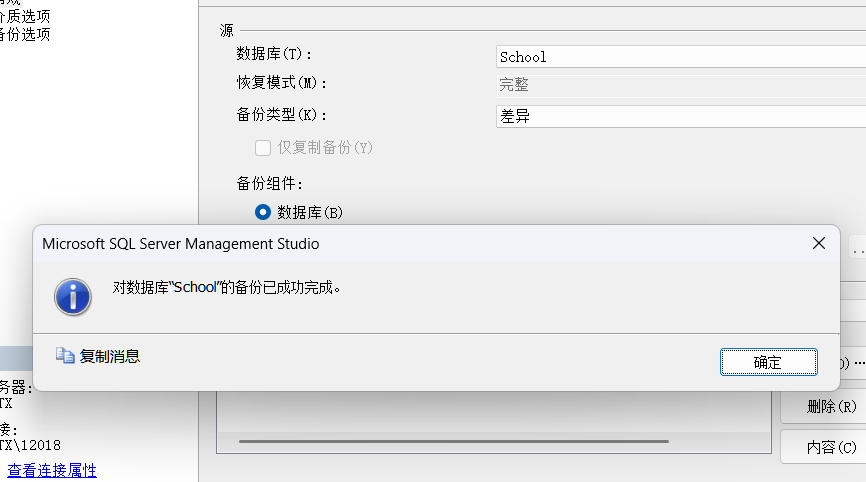 介质选项
备份选项
源
数据库(T):
School
恢复模式(M):
完整
备份类型(K):
差异
仅复制备份(Y)
备份组件:
数据库(B)
Microsoft SQL Server Management Studio
对数据库“School”的备份已成功完成。
复制消息
确定
务器:
TX
删除(R)
接:
TX\12018
内容(C)
查看连接属性